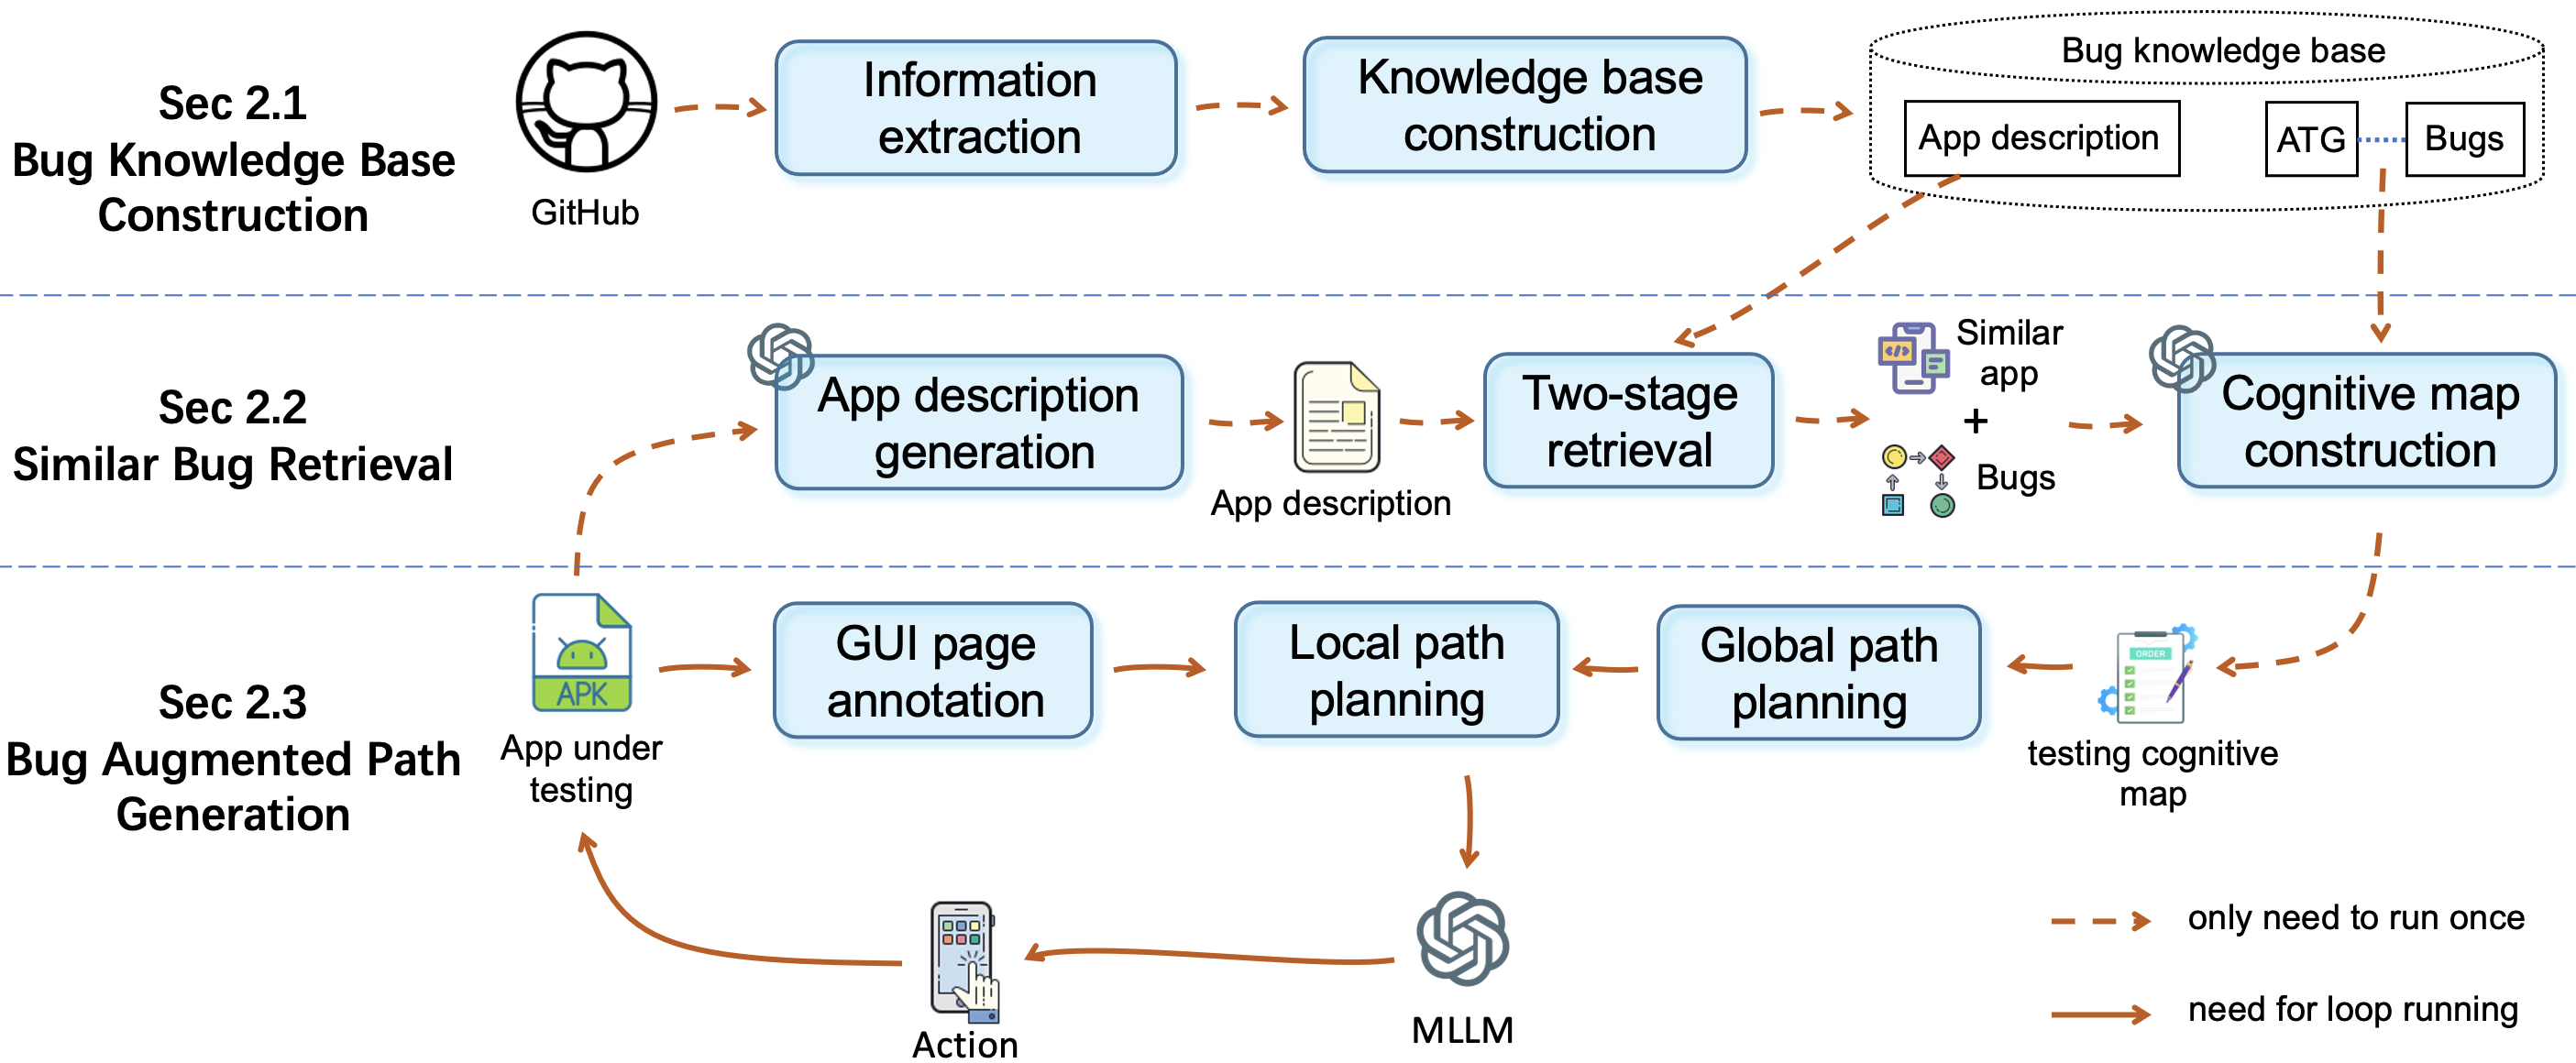 Sec 2.1
Bug Knowledge Base
Construction
GitHub
Information
extraction
Knowledge base
construction
Bug knowledge base
App description
ATG
Bugs
Sec 2.2
Similar Bug Retrieval
App description
generation
App description
Two-stage
retrieval
Similar
app
+
Bugs
Cognitive map
construction
Sec 2.3
Bug Augmented Path
Generation
APK
App under
testing
GUI page
annotation
Local path
planning
Global path
planning
ORDER
testing cognitive
map
Action
MLLM
only need to run once
need for loop running